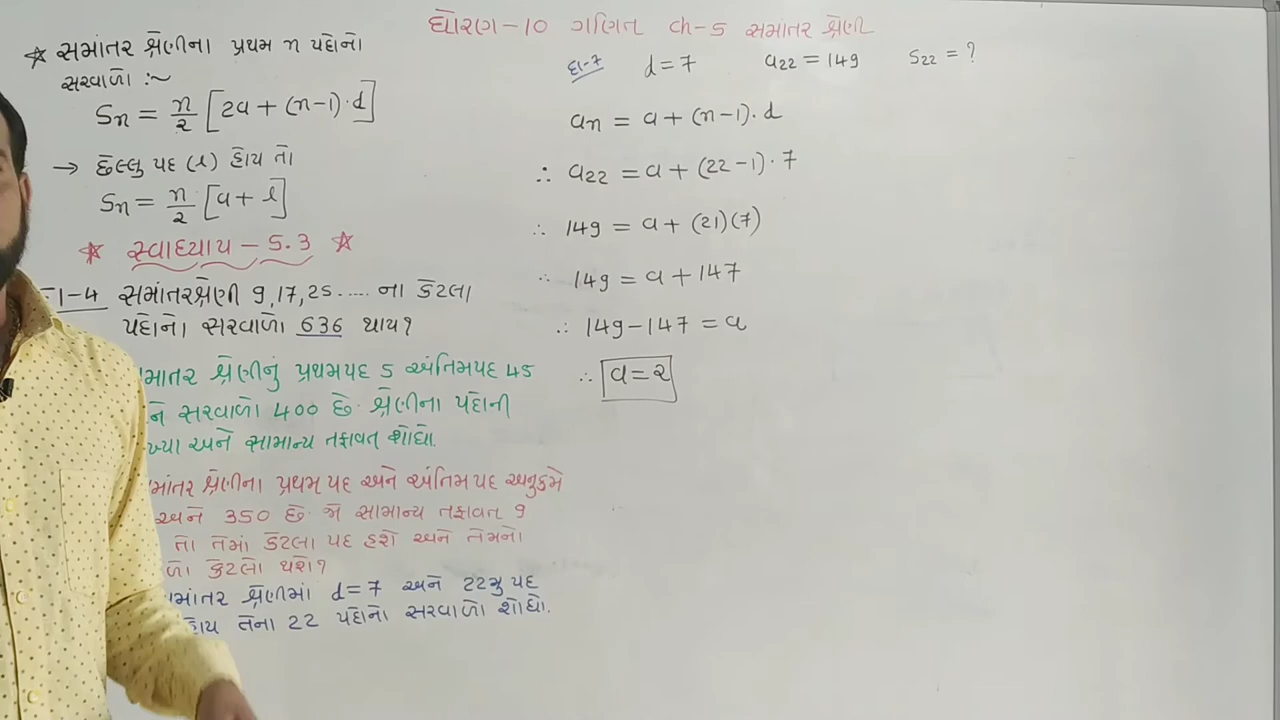 ધોરણ-10 ગણિત ch-5 સમાંતર શ્રેણી
☆ સમાંતર શ્રેણીના પ્રથમ n પદોનો
સરવાળો :~
Sn = n/2 [2a + (n-1)·d]
→ છેલ્લુ પદ (l) હોય તો
Sn = n/2 [a + l]
☆ સ્વાધ્યાય – 5.3 ☆
-4 સમાંતરશ્રેણી 9,17,25..... ના કેટલા
પદોનો સરવાળો 636 થાય?
માંતર શ્રેણીનું પ્રથમપદ 5 અંતિમપદ 45
ને સરવાળો 400 છે. શ્રેણીના પદોની
ખ્યા અને સામાન્ય તફાવત શોધો.
માંતર શ્રેણીના પ્રથમ પદ અને અંતિમ પદ અનુક્રમે
અને 350 છે. જો સામાન્ય તફાવત 9
તો તેમાં કેટલા પદ હશે અને તેમનો
ળો કેટલો થશે?
માંતર શ્રેણીમાં d=7 અને 22મુ પદ
હોય તેના 22 પદોનો સરવાળો શોધો.
દા-7 d=7 a22 = 149 S22 = ?
an = a + (n-1)·d
∴ a22 = a + (22-1)·7
∴ 149 = a + (21)(7)
∴ 149 = a + 147
∴ 149-147 = a
∴ a=2